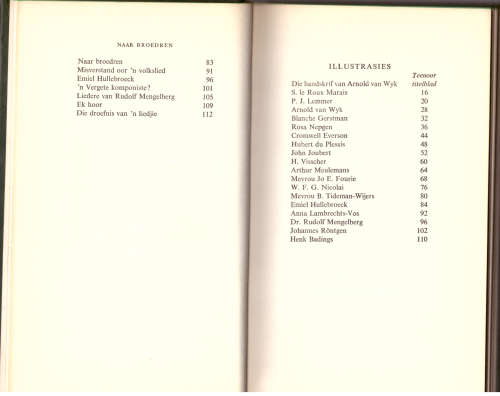 NAAR BROEDREN
Naar broedren 83
Misverstand oor 'n volkslied 91
Emiel Hullebroeck 96
'n Vergete komponiste? 101
Liedere van Rudolf Mengelberg 105
Ek hoor 109
Die droefnis van 'n liedjie 112
ILLUSTRASIES
Teenoor
Die handskrif van Arnold van Wyk titelblad
S. le Roux Marais 16
P. J. Lemmer 20
Arnold van Wyk 28
Blanche Gerstman 32
Rosa Nepgen 36
Cromwell Everson 44
Hubert du Plessis 48
John Joubert 52
H. Visscher 60
Arthur Meulemans 64
Mevrou Jo E. Fourie 68
W. F. G. Nicolai 76
Mevrou B. Tideman-Wijers 80
Emiel Hullebroeck 84
Anna Lambrechts-Vos 92
Dr. Rudolf Mengelberg 96
Johannes Röntgen 102
Henk Badings 110